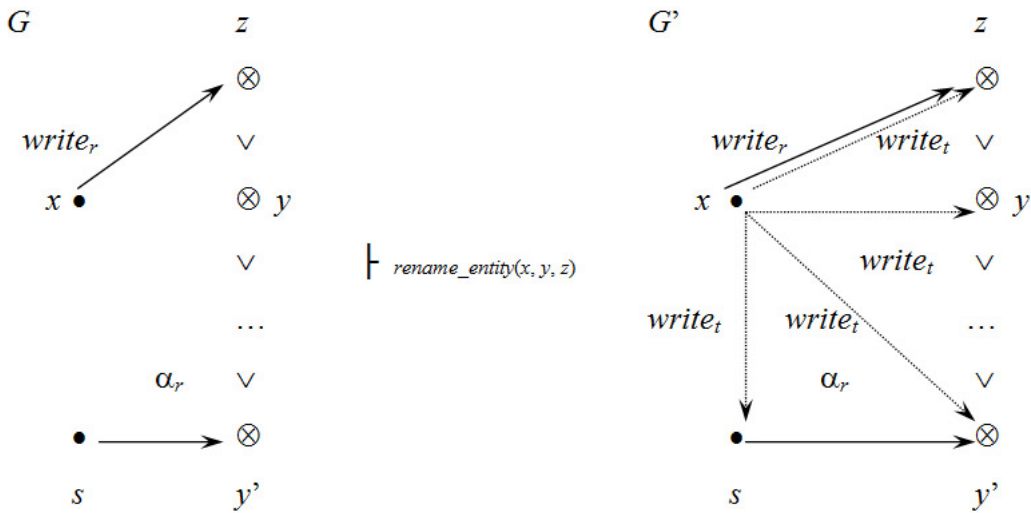 G z G’ z
write_r ∨ write_r write_t ∨
x y x y
∨ ⊢ rename_entity(x, y, z) write_t ∨
… write_t write_t …
α_r ∨ α_r ∨
s y’ s y’